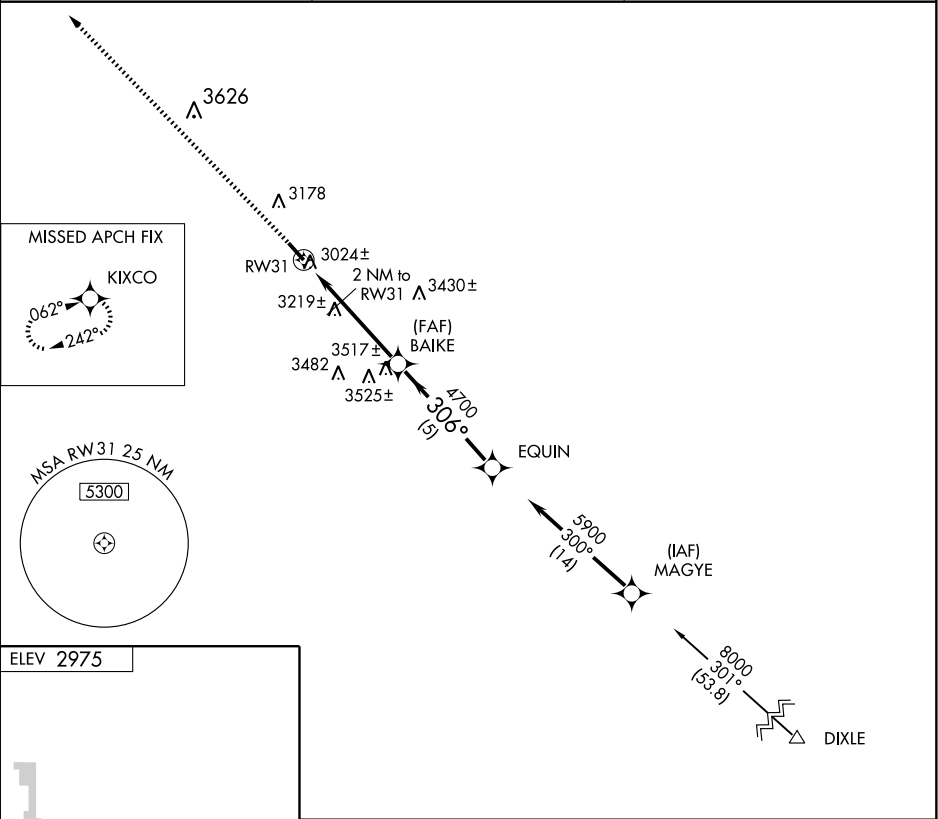 3626
3178
MISSED APCH FIX
KIXCO
062°
242°
RW31
3024±
2 NM to
RW31
3430±
3219±
(FAF)
BAIKE
3517±
3482
3525±
4700
306°
(5)
EQUIN
MSA RW31 25 NM
5300
5900
300°
(14)
(IAF)
MAGYE
ELEV 2975
8000
301°
(53.8)
DIXLE
1